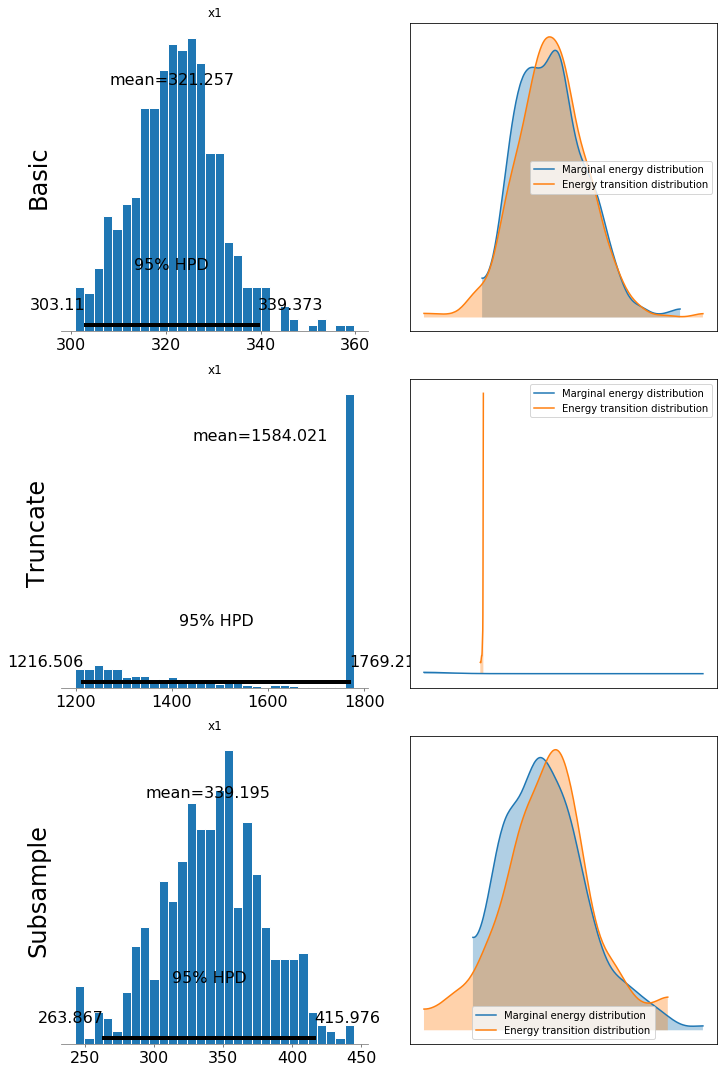 x1
mean=321.257
Marginal energy distribution
Energy transition distribution
Basic
95% HPD
303.11
339.373
300 320 340 360
x1
Marginal energy distribution
Energy transition distribution
mean=1584.021
Truncate
95% HPD
1216.506
1769.21
1200 1400 1600 1800
x1
mean=339.195
Subsample
95% HPD
263.867
415.976
Marginal energy distribution
Energy transition distribution
250 300 350 400 450